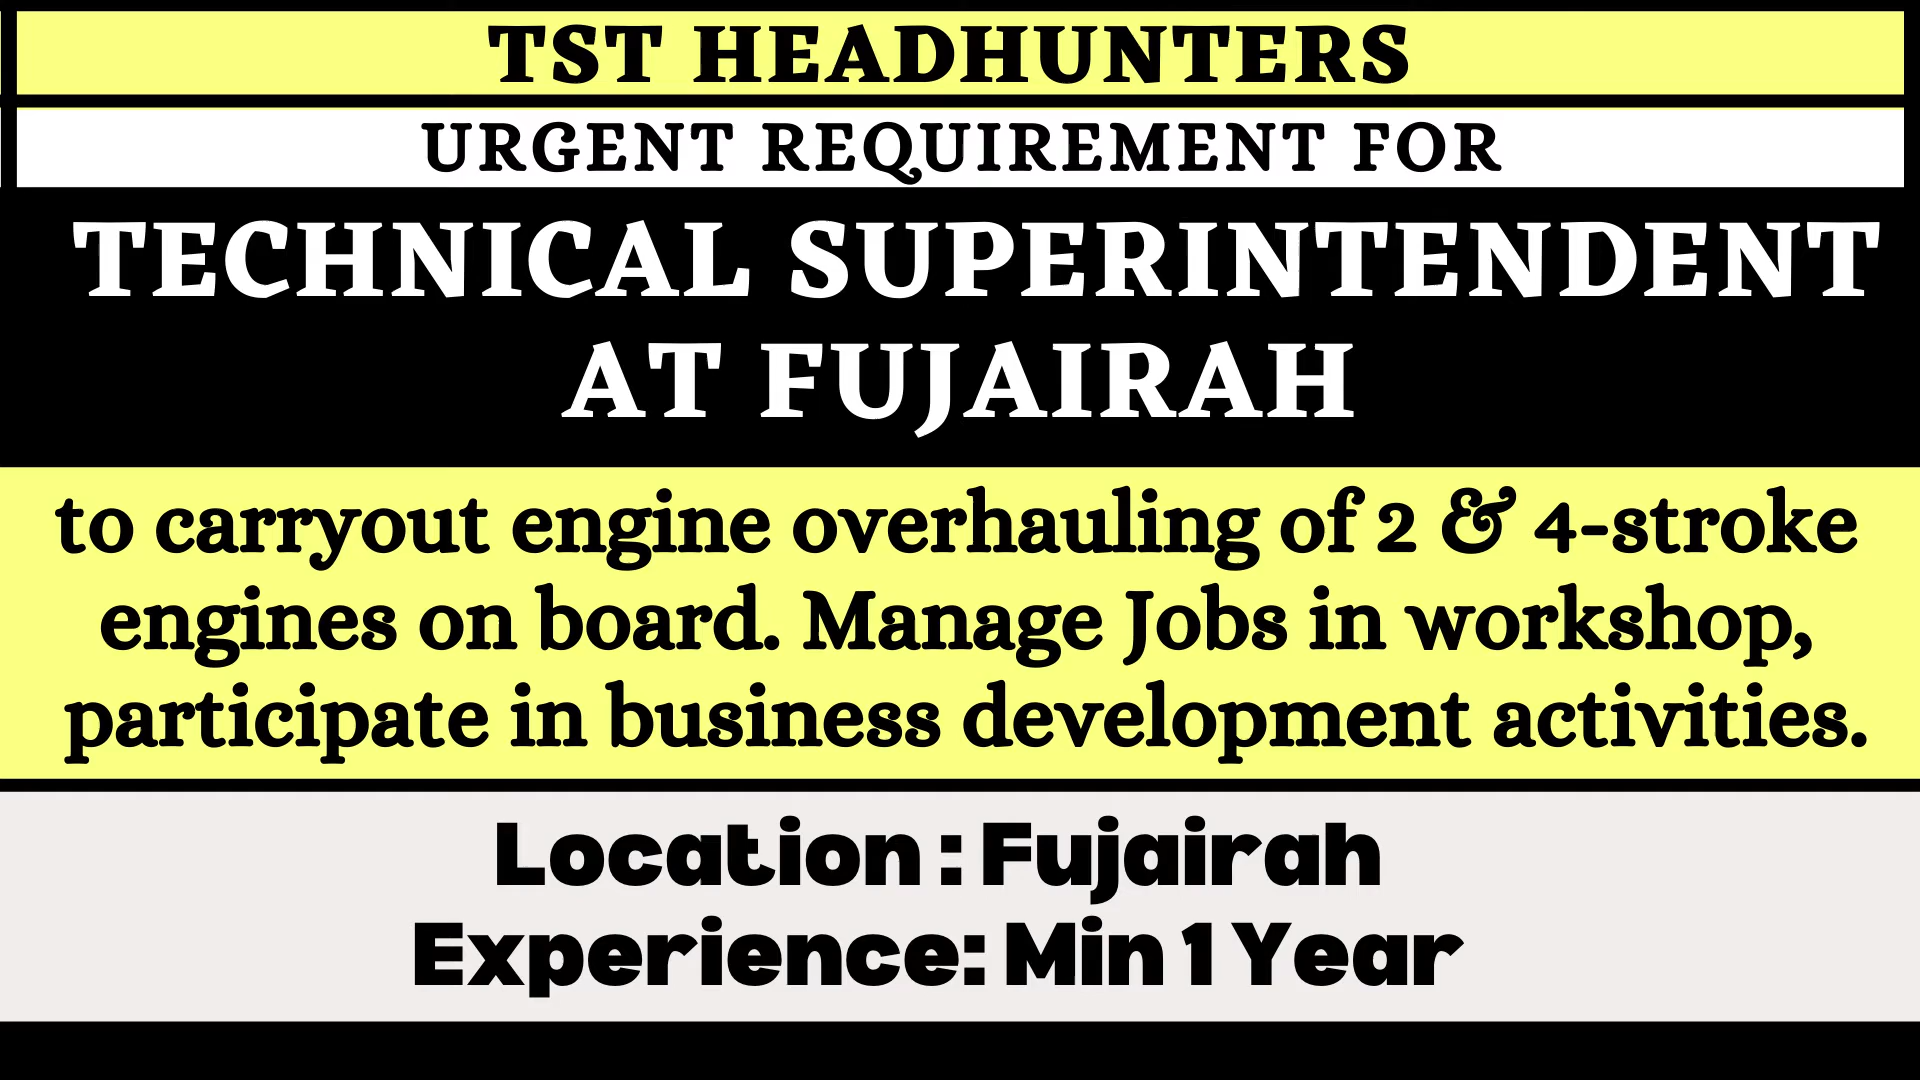 TST HEADHUNTERS
URGENT REQUIREMENT FOR
TECHNICAL SUPERINTENDENT
AT FUJAIRAH
to carryout engine overhauling of 2 & 4-stroke
engines on board. Manage Jobs in workshop,
participate in business development activities.
Location : Fujairah
Experience: Min 1 Year